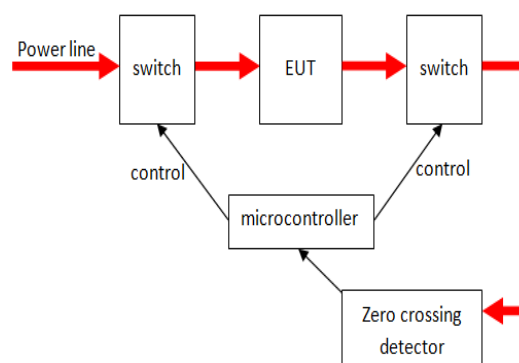 Power line
switch
EUT
switch
control
control
microcontroller
Zero crossing
detector